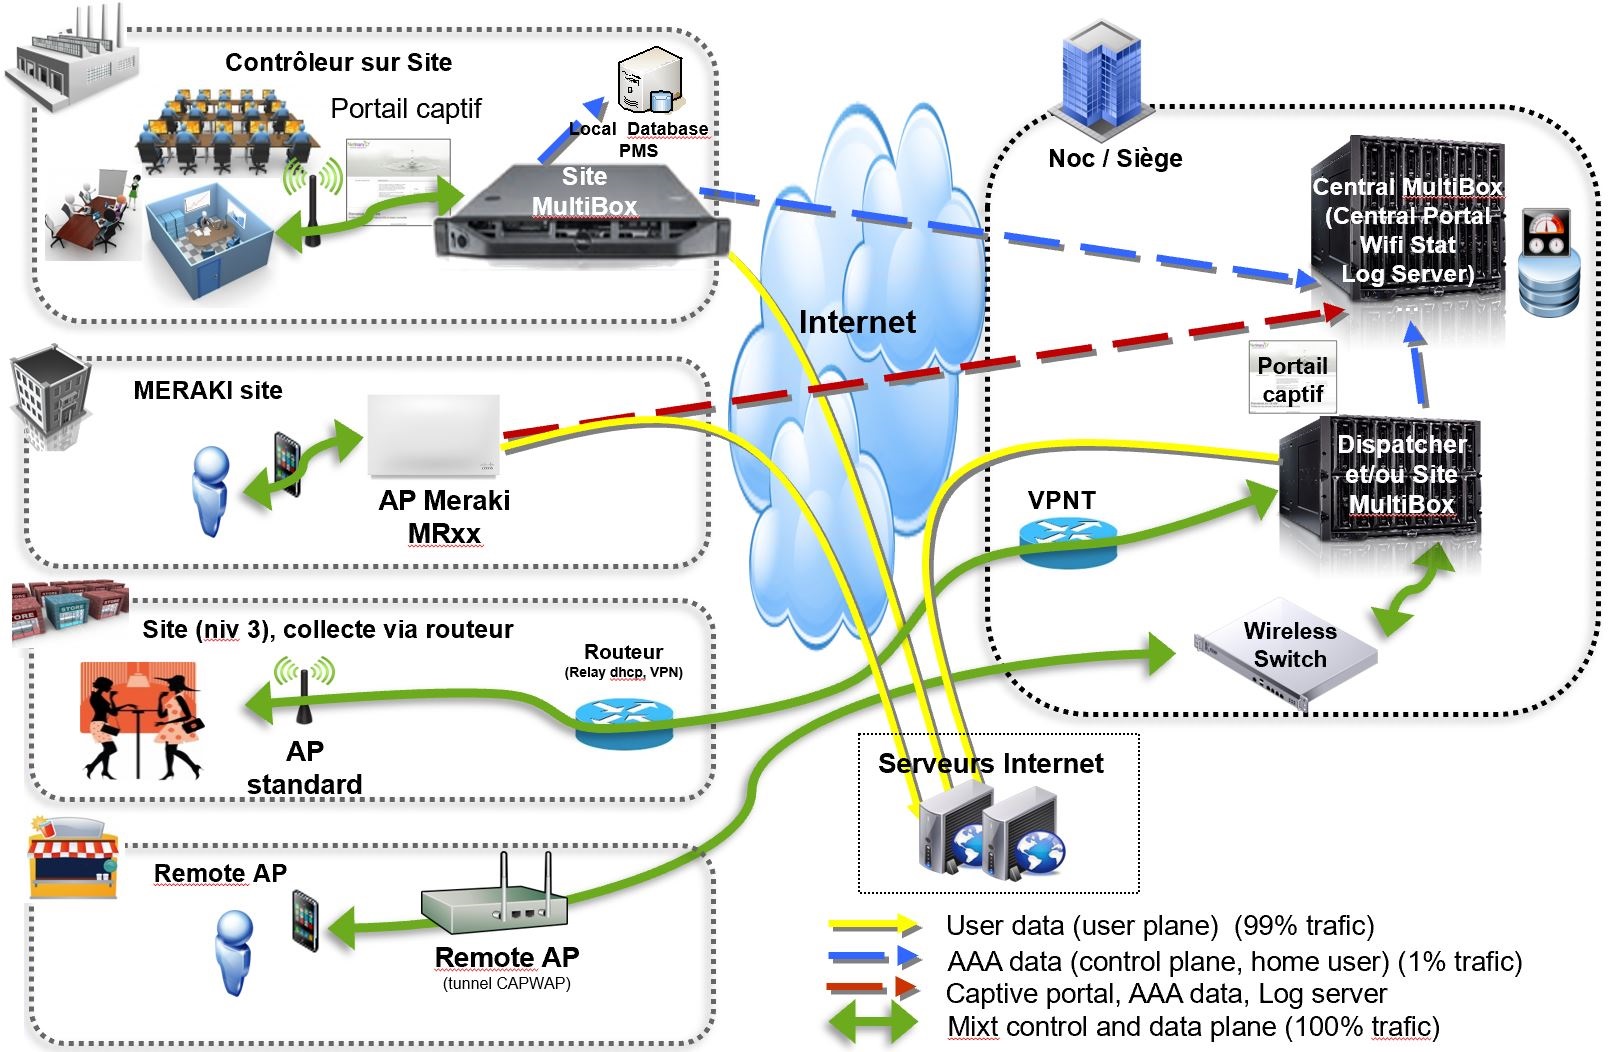 Contrôleur sur Site
Portail captif
Local Database
PMS
Site
MultiBox
Noc / Siège
Central MultiBox
(Central Portal
Wifi Stat
Log Server)
Internet
MERAKI site
AP Meraki
MRxx
Portail
captif
Dispatcher
et/ou Site
MultiBox
VPNT
Site (niv 3), collecte via routeur
Routeur
(Relay dhcp, VPN)
AP
standard
STORE
STORE
STORE
Wireless
Switch
Serveurs Internet
Remote AP
Remote AP
(tunnel CAPWAP)
User data (user plane) (99% trafic)
AAA data (control plane, home user) (1% trafic)
Captive portal, AAA data, Log server
Mixt control and data plane (100% trafic)